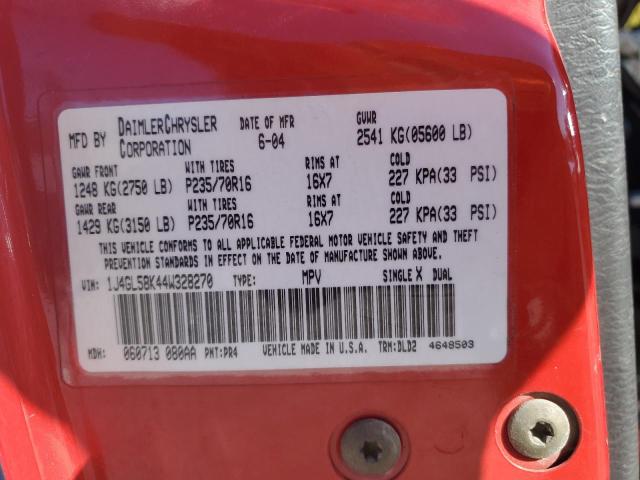 MFD BY DAIMLERCHRYSLER CORPORATION DATE OF MFR 6-04 GVWR 2541 KG(05600 LB)
GAWR FRONT WITH TIRES RIMS AT COLD
1248 KG(2750 LB) P235/70R16 16X7 227 KPA(33 PSI)
GAWR REAR WITH TIRES RIMS AT COLD
1429 KG(3150 LB) P235/70R16 16X7 227 KPA(33 PSI)
THIS VEHICLE CONFORMS TO ALL APPLICABLE FEDERAL MOTOR VEHICLE SAFETY AND THEFT
PREVENTION STANDARDS IN EFFECT ON THE DATE OF MANUFACTURE SHOWN ABOVE.
VIN: 1J4GL58K44W328270 TYPE: MPV SINGLE X DUAL
MDH: 060713 080AA PNT:PR4 VEHICLE MADE IN U.S.A. TRM:DLD2 4648503